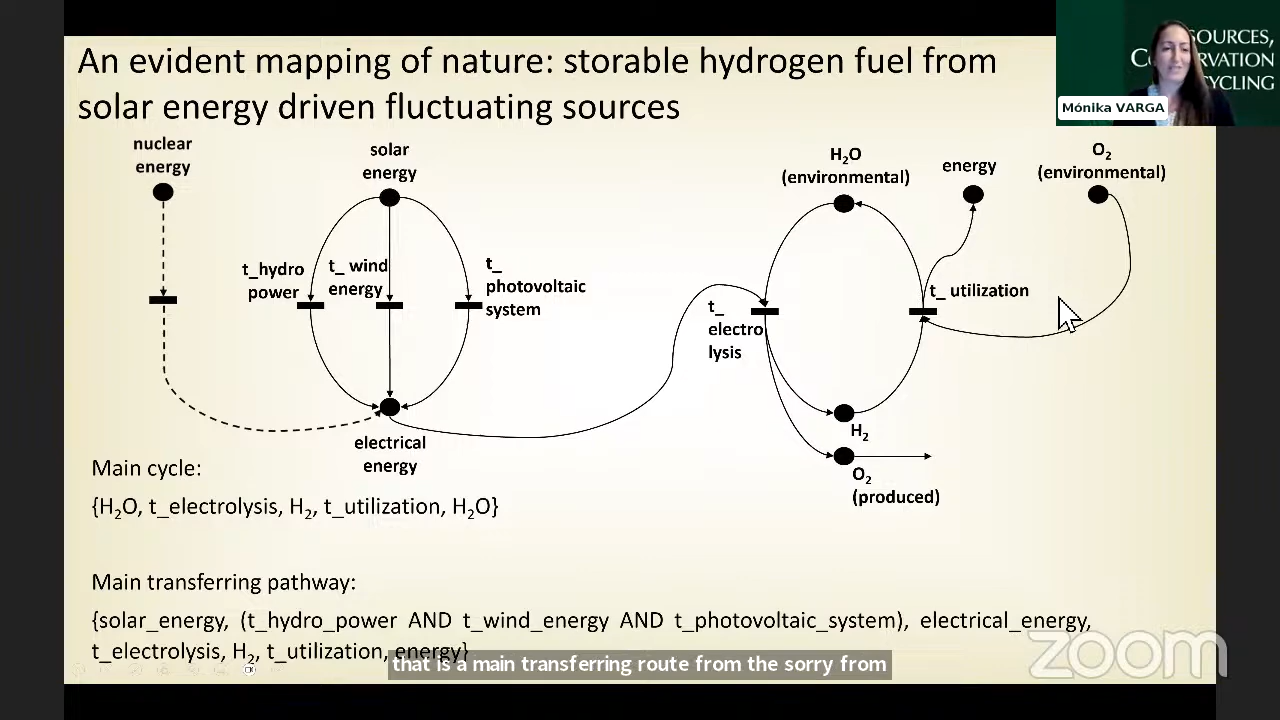 An evident mapping of nature: storable hydrogen fuel from
solar energy driven fluctuating sources
SOURCES,
CONSERVATION
CYCLING
Mónika VARGA
nuclear
energy
solar
energy
H₂O
(environmental)
energy
O₂
(environmental)
t_hydro
power
t_ wind
energy
t_
photovoltaic
system
t_
electro
lysis
t_ utilization
electrical
energy
H₂
O₂
(produced)
Main cycle:
{H₂O, t_electrolysis, H₂, t_utilization, H₂O}
Main transferring pathway:
{solar_energy, (t_hydro_power AND t_wind_energy AND t_photovoltaic_system), electrical_energy,
t_electrolysis, H₂, t_utilization, energy}
that is a main transferring route from the sorry from
zoom